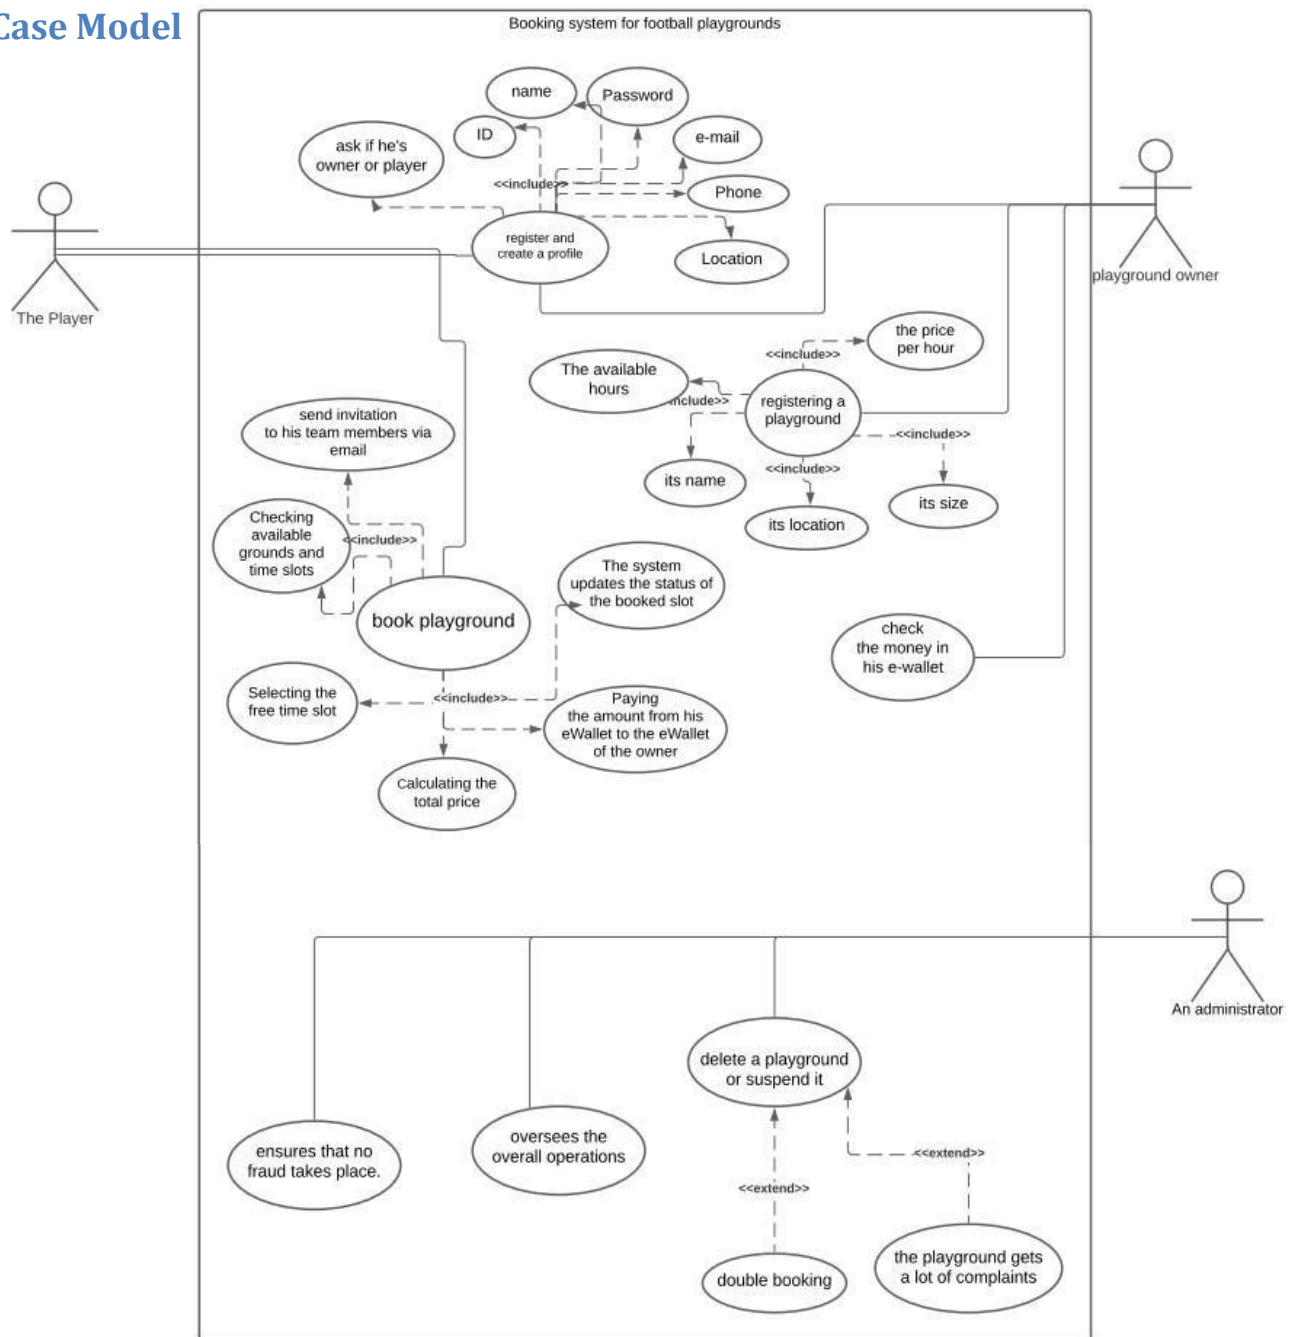 Case Model
Booking system for football playgrounds
name
Password
ID
e-mail
ask if he's
owner or player
<<include>>
Phone
register and
create a profile
Location
The Player
playground owner
the price
per hour
<<include>>
The available
hours
include>>
registering a
playground
<<include>>
send invitation
to his team members via
email
<<include>>
its name
its size
its location
Checking
available
grounds and
time slots
<<include>>
The system
updates the status of
the booked slot
book playground
check
the money in
his e-wallet
Selecting the
free time slot
<<include>>
Paying
the amount from his
eWallet to the eWallet
of the owner
Calculating the
total price
An administrator
delete a playground
or suspend it
ensures that no
fraud takes place.
oversees the
overall operations
<<extend>>
<<extend>>
double booking
the playground gets
a lot of complaints